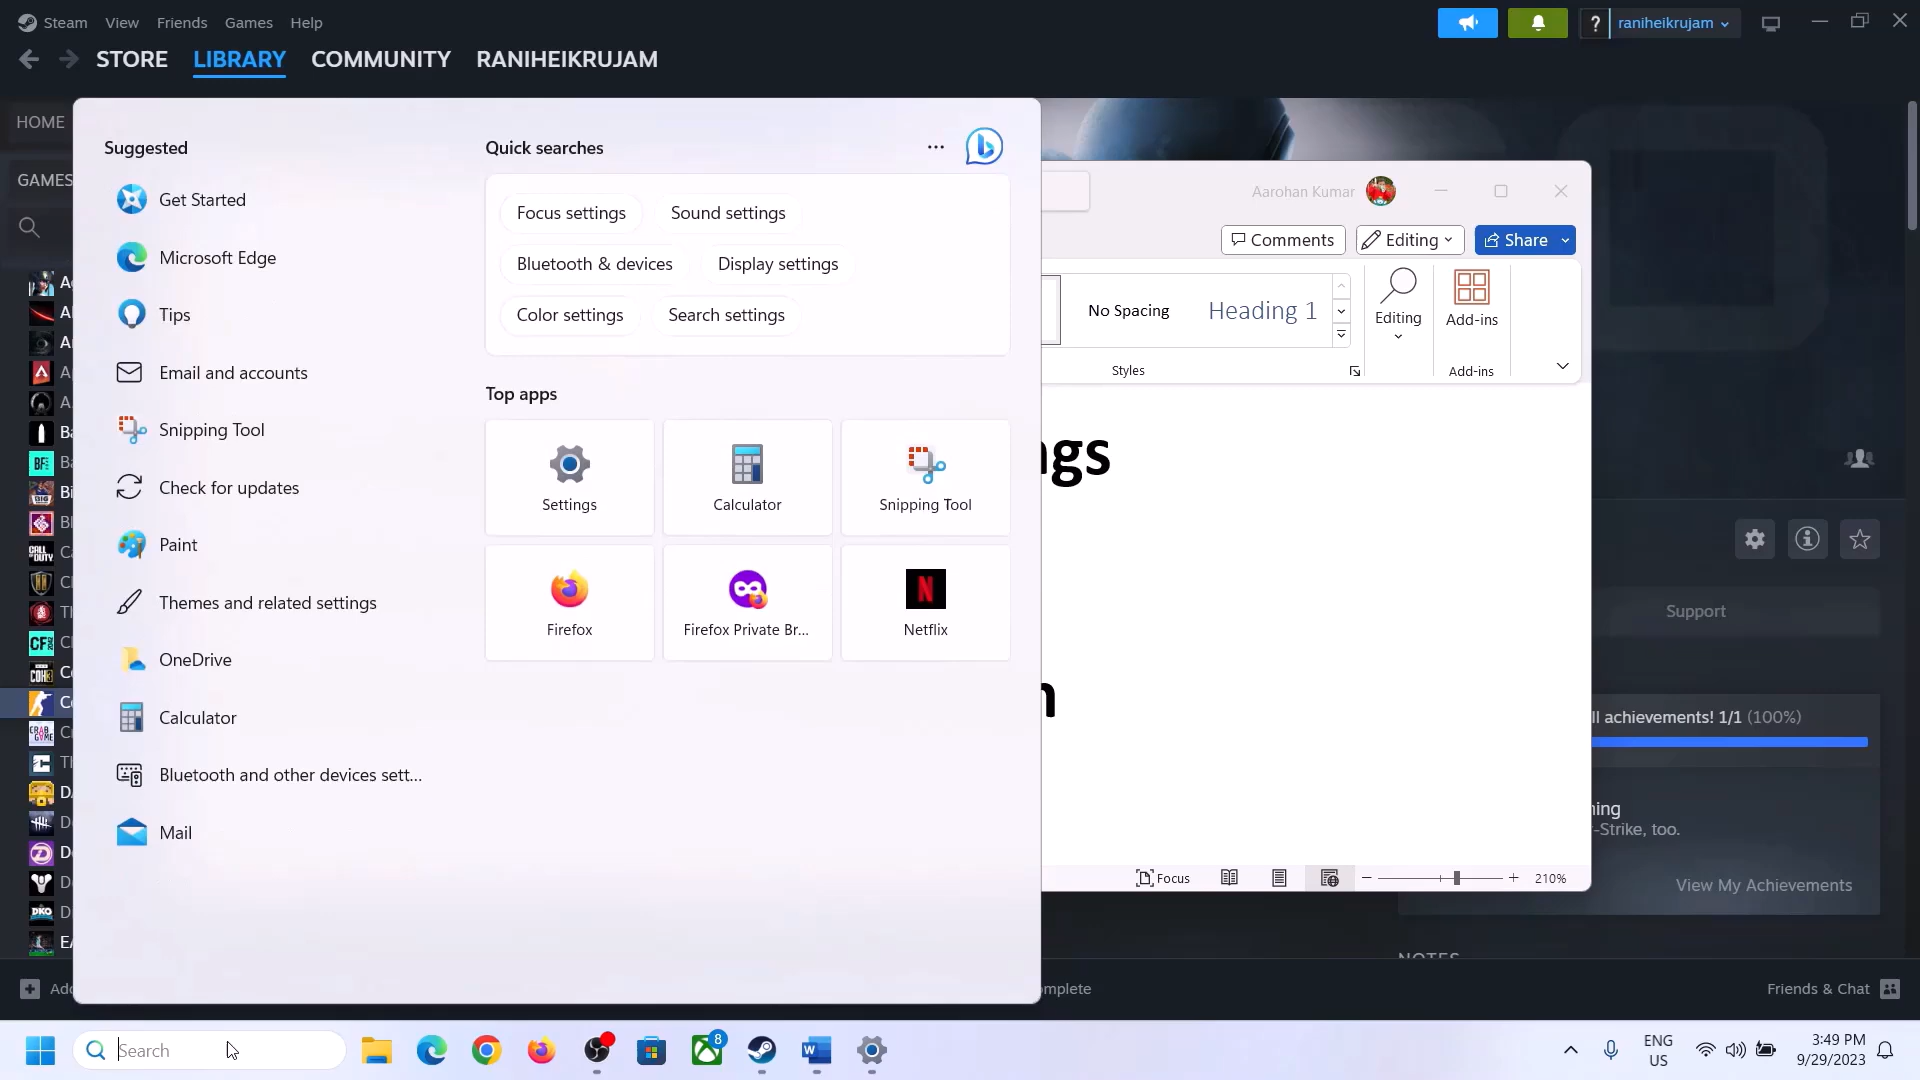 Steam View Friends Games Help
? raniheikrujam
STORE LIBRARY COMMUNITY RANIHEIKRUJAM
HOME
GAMES
Suggested
Get Started
Microsoft Edge
Tips
Email and accounts
Snipping Tool
Check for updates
Paint
Themes and related settings
OneDrive
Calculator
Bluetooth and other devices sett...
Mail
Quick searches
Focus settings Sound settings
Bluetooth & devices Display settings
Color settings Search settings
Top apps
Settings Calculator Snipping Tool
Firefox Firefox Private Br... Netflix
Aarohan Kumar
Comments Editing Share
No Spacing Heading 1
Editing Add-ins
Styles Add-ins
ngs
n
Focus 210%
Support
ll achievements! 1/1 (100%)
ning
-Strike, too.
View My Achievements
NOTES
Add
omplete
Friends & Chat
Search
8
ENG
US
3:49 PM
9/29/2023